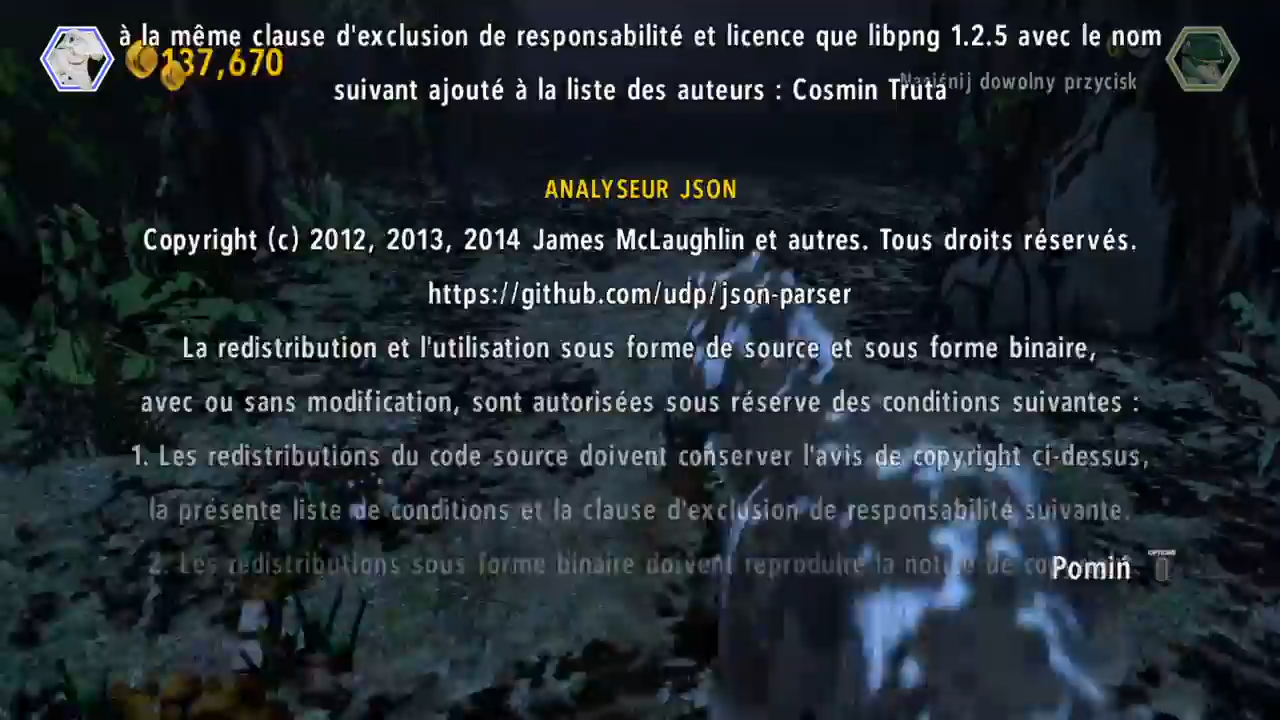 à la même clause d'exclusion de responsabilité et licence que libpng 1.2.5 avec le nom
137,670
Naciśnij dowolny przycisk
suivant ajouté à la liste des auteurs : Cosmin Truta
ANALYSEUR JSON
Copyright (c) 2012, 2013, 2014 James McLaughlin et autres. Tous droits réservés.
https://github.com/udp/json-parser
La redistribution et l'utilisation sous forme de source et sous forme binaire,
avec ou sans modification, sont autorisées sous réserve des conditions suivantes :
1. Les redistributions du code source doivent conserver l'avis de copyright ci-dessus,
la présente liste de conditions et la clause d'exclusion de responsabilité suivante.
2. Les redistributions sous forme binaire doivent reproduire la notice de
Pomiń
OPTIONS